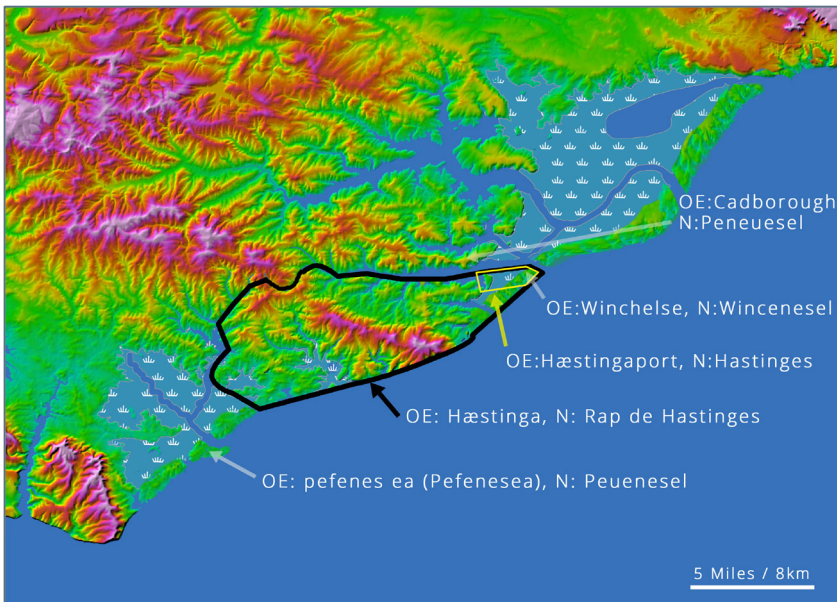 OE:Cadborough
N:Peneuesel
OE:Winchelse, N:Wincenesel
OE:Hæstingaport, N:Hastinges
OE: Hæstinga, N: Rap de Hastinges
OE: pefenes ea (Pefenesea), N: Peuenesel
5 Miles / 8km